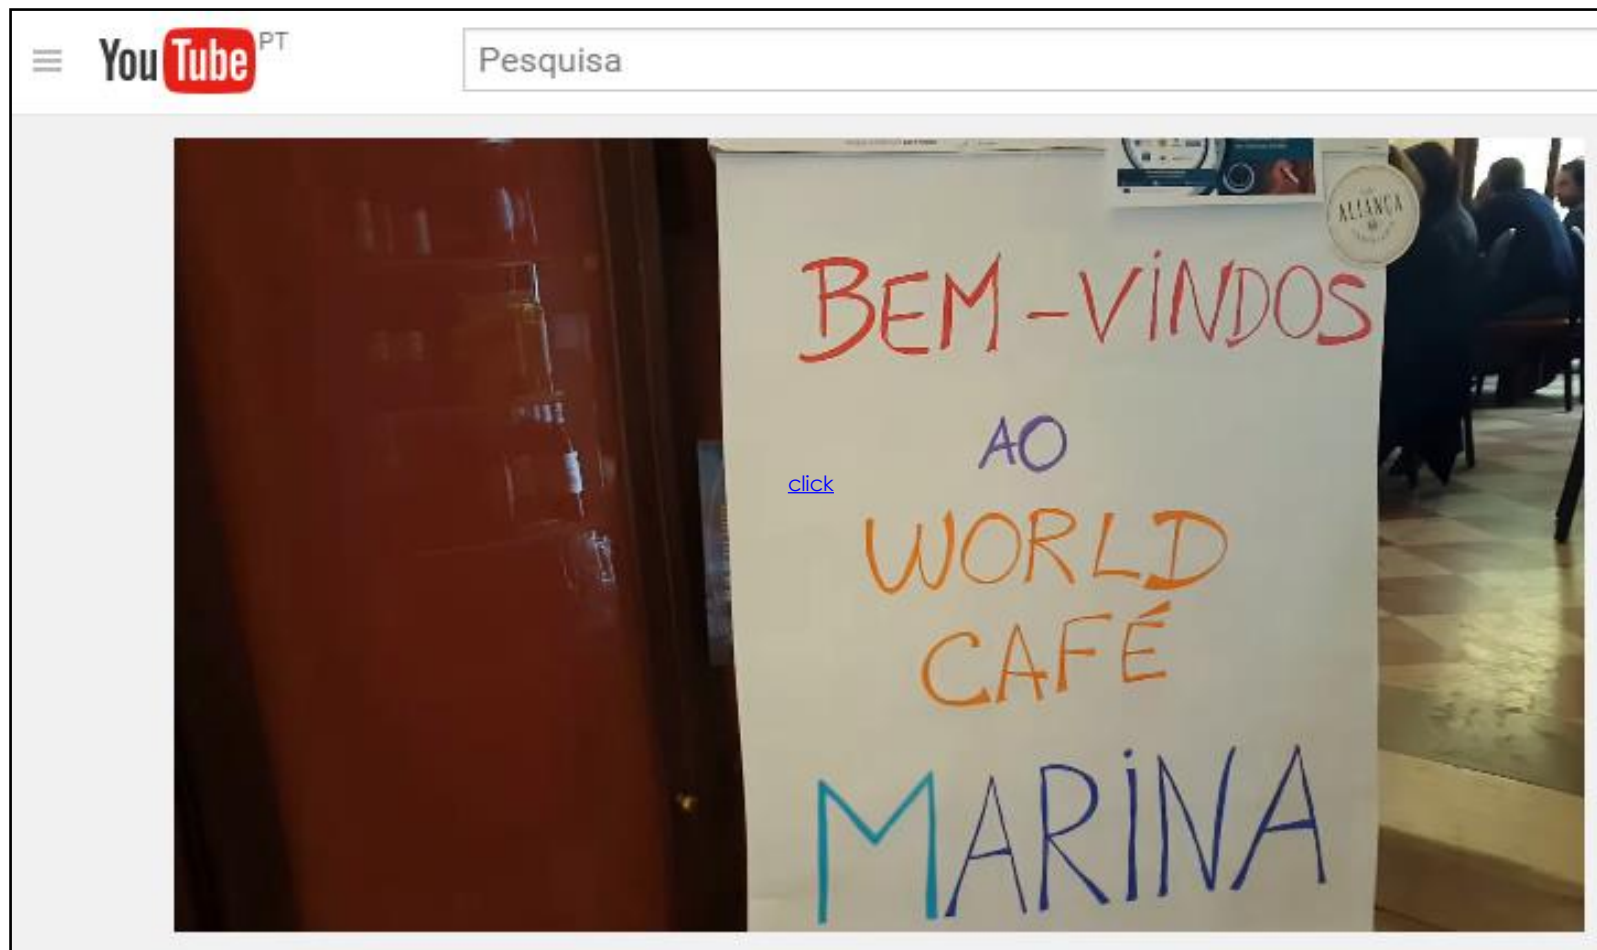 YouTube PT
Pesquisa
ALIANÇA
BEM-VINDOS
AO
click
WORLD
CAFÉ
MARINA